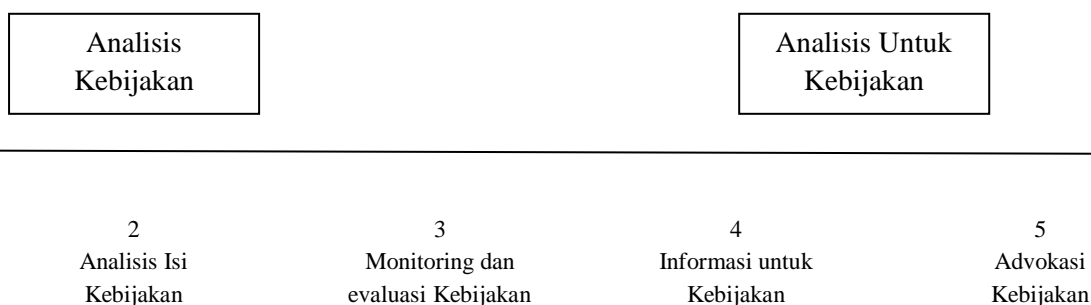 Analisis
Kebijakan
Analisis Untuk
Kebijakan
2
Analisis Isi
Kebijakan
3
Monitoring dan
evaluasi Kebijakan
4
Informasi untuk
Kebijakan
5
Advokasi
Kebijakan